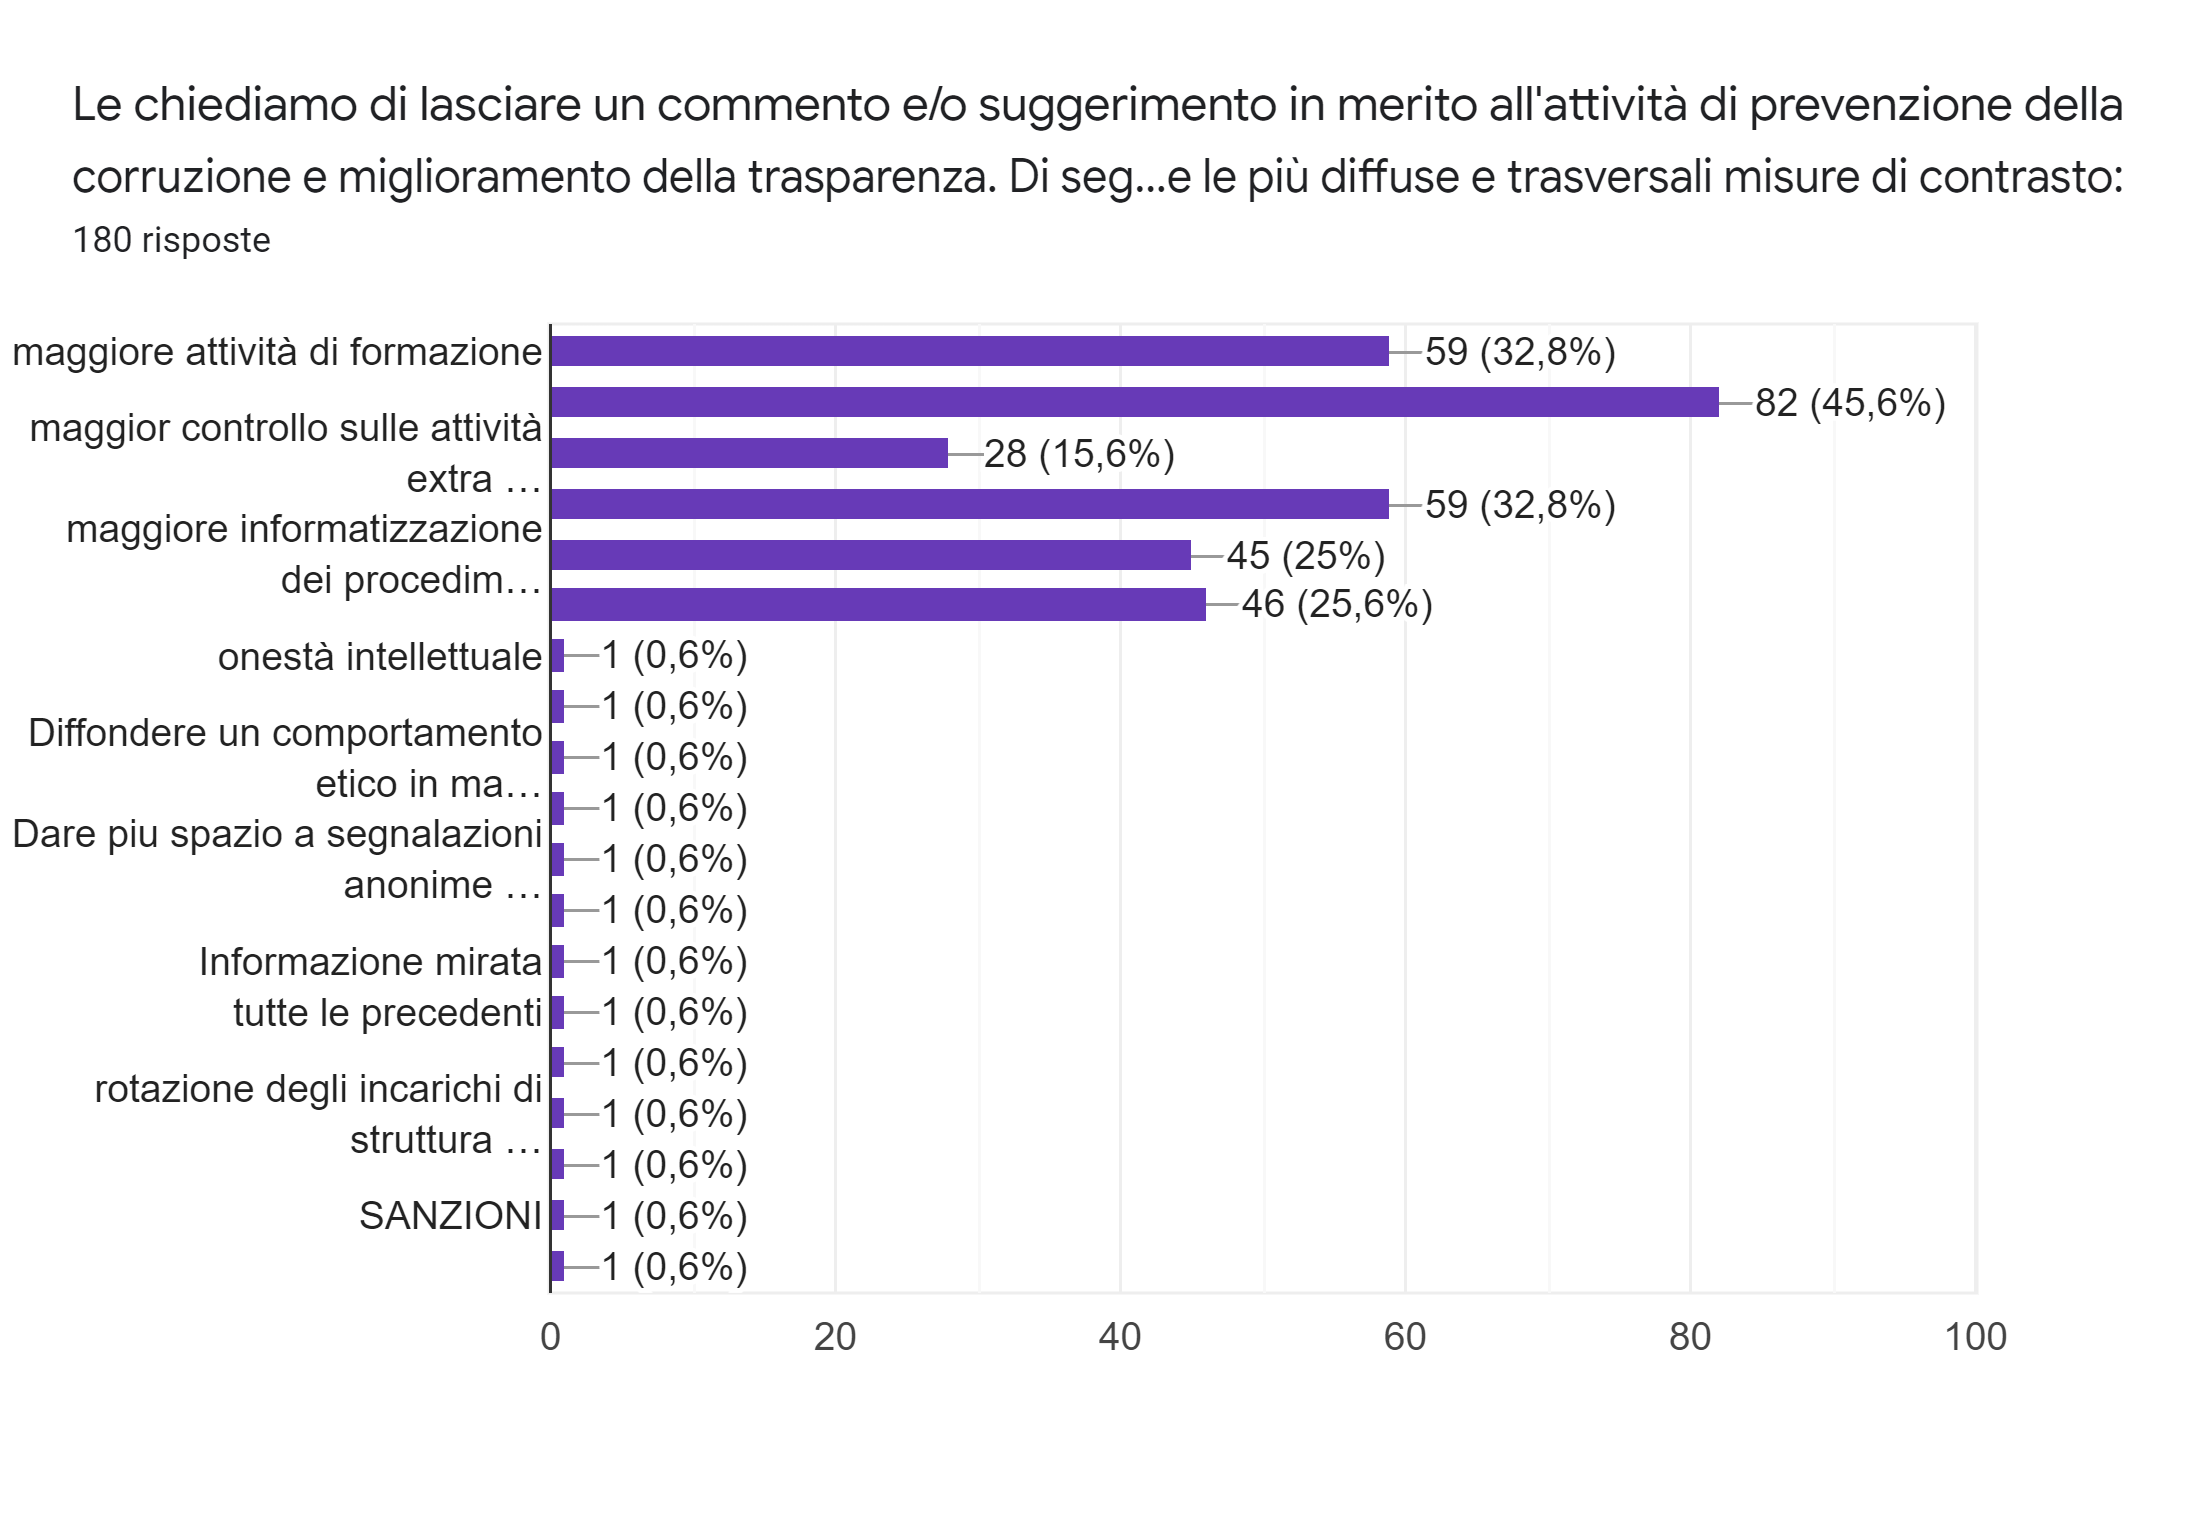 Le chiediamo di lasciare un commento e/o suggerimento in merito all'attività di prevenzione della
corruzione e miglioramento della trasparenza. Di seg...e le più diffuse e trasversali misure di contrasto:
180 risposte
maggiore attività di formazione
59 (32,8%)
82 (45,6%)
maggior controllo sulle attività
extra …
28 (15,6%)
59 (32,8%)
maggiore informatizzazione
dei procedim…
45 (25%)
46 (25,6%)
onestà intellettuale
1 (0,6%)
1 (0,6%)
Diffondere un comportamento
etico in ma…
1 (0,6%)
1 (0,6%)
Dare piu spazio a segnalazioni
anonime …
1 (0,6%)
1 (0,6%)
Informazione mirata
1 (0,6%)
tutte le precedenti
1 (0,6%)
1 (0,6%)
rotazione degli incarichi di
struttura …
1 (0,6%)
1 (0,6%)
SANZIONI
1 (0,6%)
1 (0,6%)
0 20 40 60 80 100